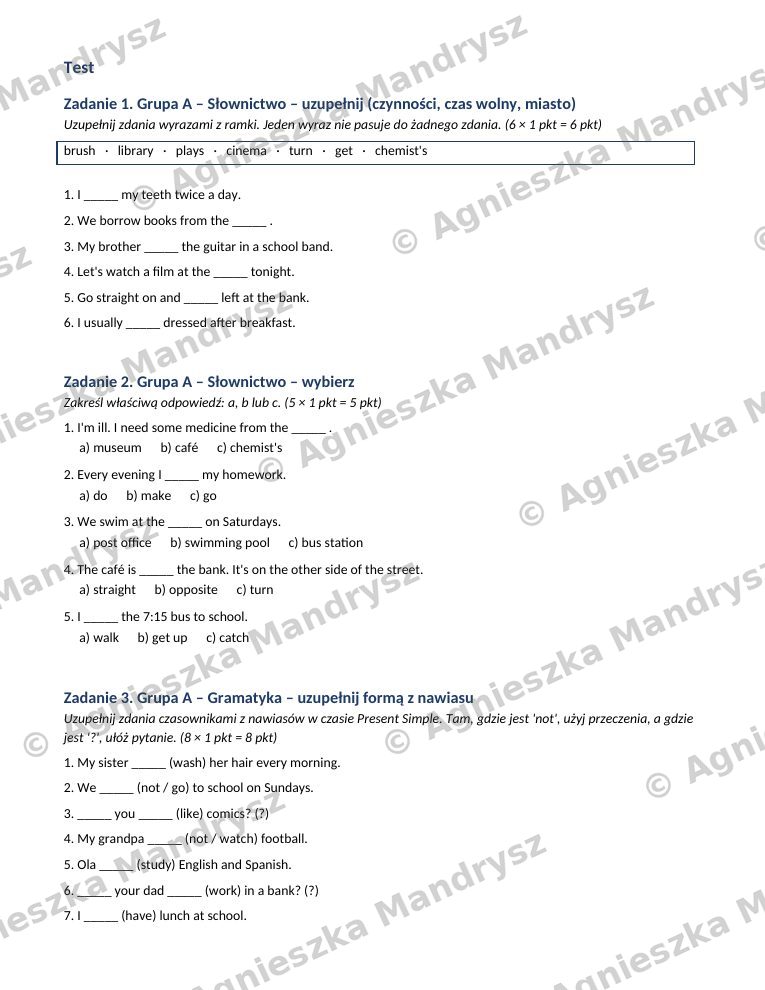 Test
Zadanie 1. Grupa A – Słownictwo – uzupełnij (czynności, czas wolny, miasto)
Uzupełnij zdania wyrazami z ramki. Jeden wyraz nie pasuje do żadnego zdania. (6 × 1 pkt = 6 pkt)
brush · library · plays · cinema · turn · get · chemist's
1. I _____ my teeth twice a day.
2. We borrow books from the _____ .
3. My brother _____ the guitar in a school band.
4. Let's watch a film at the _____ tonight.
5. Go straight on and _____ left at the bank.
6. I usually _____ dressed after breakfast.
Zadanie 2. Grupa A – Słownictwo – wybierz
Zakreśl właściwą odpowiedź: a, b lub c. (5 × 1 pkt = 5 pkt)
1. I'm ill. I need some medicine from the _____ .
a) museum b) café c) chemist's
2. Every evening I _____ my homework.
a) do b) make c) go
3. We swim at the _____ on Saturdays.
a) post office b) swimming pool c) bus station
4. The café is _____ the bank. It's on the other side of the street.
a) straight b) opposite c) turn
5. I _____ the 7:15 bus to school.
a) walk b) get up c) catch
Zadanie 3. Grupa A – Gramatyka – uzupełnij formą z nawiasu
Uzupełnij zdania czasownikami z nawiasów w czasie Present Simple. Tam, gdzie jest 'not', użyj przeczenia, a gdzie
jest '?', ułóż pytanie. (8 × 1 pkt = 8 pkt)
1. My sister _____ (wash) her hair every morning.
2. We _____ (not / go) to school on Sundays.
3. _____ you _____ (like) comics? (?)
4. My grandpa _____ (not / watch) football.
5. Ola _____ (study) English and Spanish.
6. _____ your dad _____ (work) in a bank? (?)
7. I _____ (have) lunch at school.
© Agnieszka Mandrysz